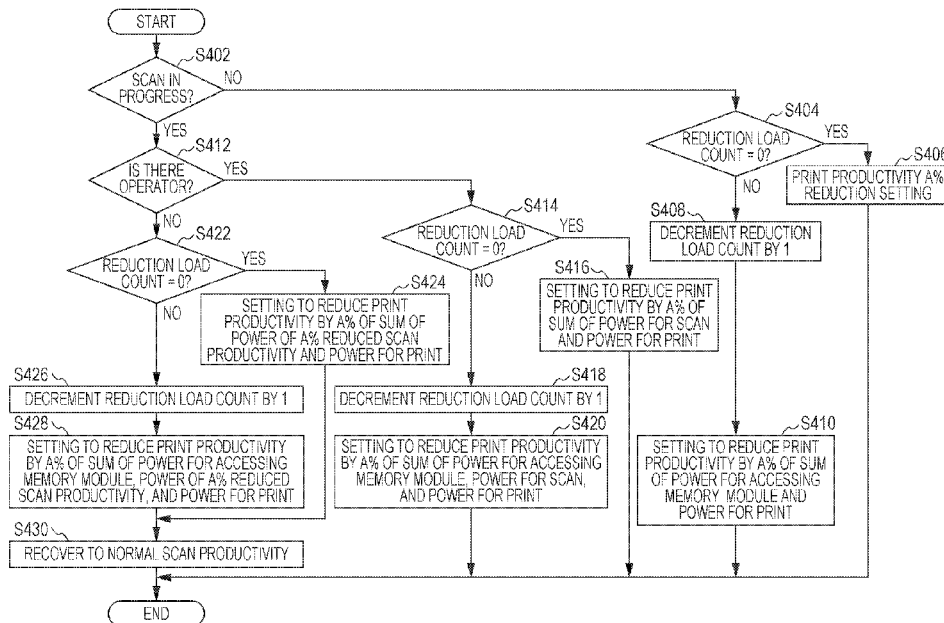 START
S402
SCAN IN
PROGRESS?
NO
YES
S404
REDUCTION LOAD
COUNT = 0?
YES
NO
S406
PRINT PRODUCTIVITY A%
REDUCTION SETTING
S408
DECREMENT REDUCTION
LOAD COUNT BY 1
S412
IS THERE
OPERATOR?
YES
NO
S414
REDUCTION LOAD
COUNT = 0?
YES
NO
S416
SETTING TO REDUCE PRINT
PRODUCTIVITY BY A% OF
SUM OF POWER FOR SCAN
AND POWER FOR PRINT
S422
REDUCTION LOAD
COUNT = 0?
YES
NO
S424
SETTING TO REDUCE PRINT
PRODUCTIVITY BY A% OF SUM OF
POWER OF A% REDUCED SCAN
PRODUCTIVITY AND POWER FOR PRINT
S426
DECREMENT REDUCTION LOAD COUNT BY 1
S418
DECREMENT REDUCTION LOAD COUNT BY 1
S428
SETTING TO REDUCE PRINT PRODUCTIVITY
BY A% OF SUM OF POWER FOR ACCESSING
MEMORY MODULE, POWER OF A% REDUCED
SCAN PRODUCTIVITY, AND POWER FOR PRINT
S420
SETTING TO REDUCE PRINT PRODUCTIVITY
BY A% OF SUM OF POWER FOR ACCESSING
MEMORY MODULE, POWER FOR SCAN,
AND POWER FOR PRINT
S410
SETTING TO REDUCE PRINT
PRODUCTIVITY BY A% OF SUM
OF POWER FOR ACCESSING
MEMORY MODULE AND
POWER FOR PRINT
S430
RECOVER TO NORMAL SCAN PRODUCTIVITY
END